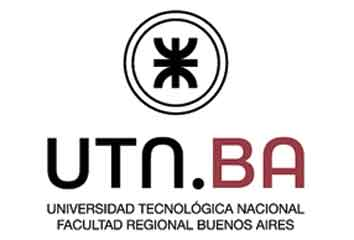 UTN.BA
UNIVERSIDAD TECNOLÓGICA NACIONAL
FACULTAD REGIONAL BUENOS AIRES